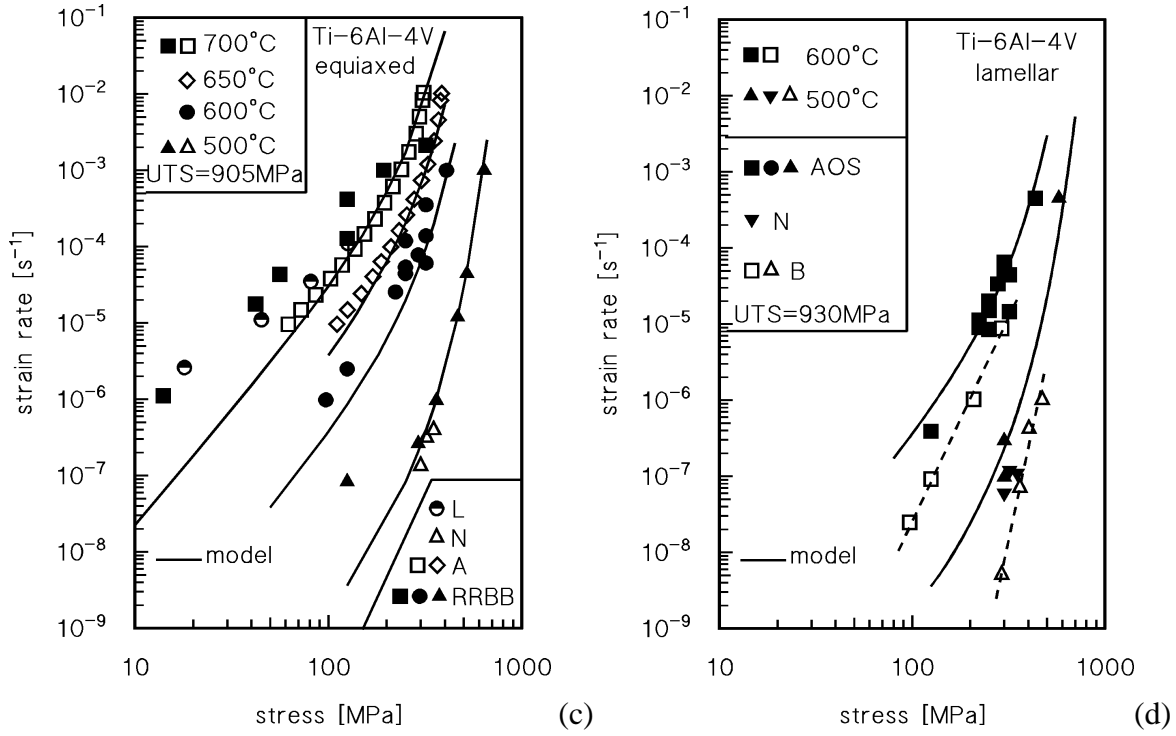 Ti-6Al-4V
equiaxed
700°C
650°C
600°C
500°C
UTS=905MPa
10⁻¹
10⁻²
10⁻³
10⁻⁴
10⁻⁵
10⁻⁶
10⁻⁷
10⁻⁸
10⁻⁹
strain rate [s⁻¹]
L
N
A
RRBB
model
10
100
1000
stress [MPa]
(c)
Ti-6Al-4V
lamellar
600°C
500°C
AOS
N
B
UTS=930MPa
10⁻¹
10⁻²
10⁻³
10⁻⁴
10⁻⁵
10⁻⁶
10⁻⁷
10⁻⁸
10⁻⁹
strain rate [s⁻¹]
model
10
100
1000
stress [MPa]
(d)